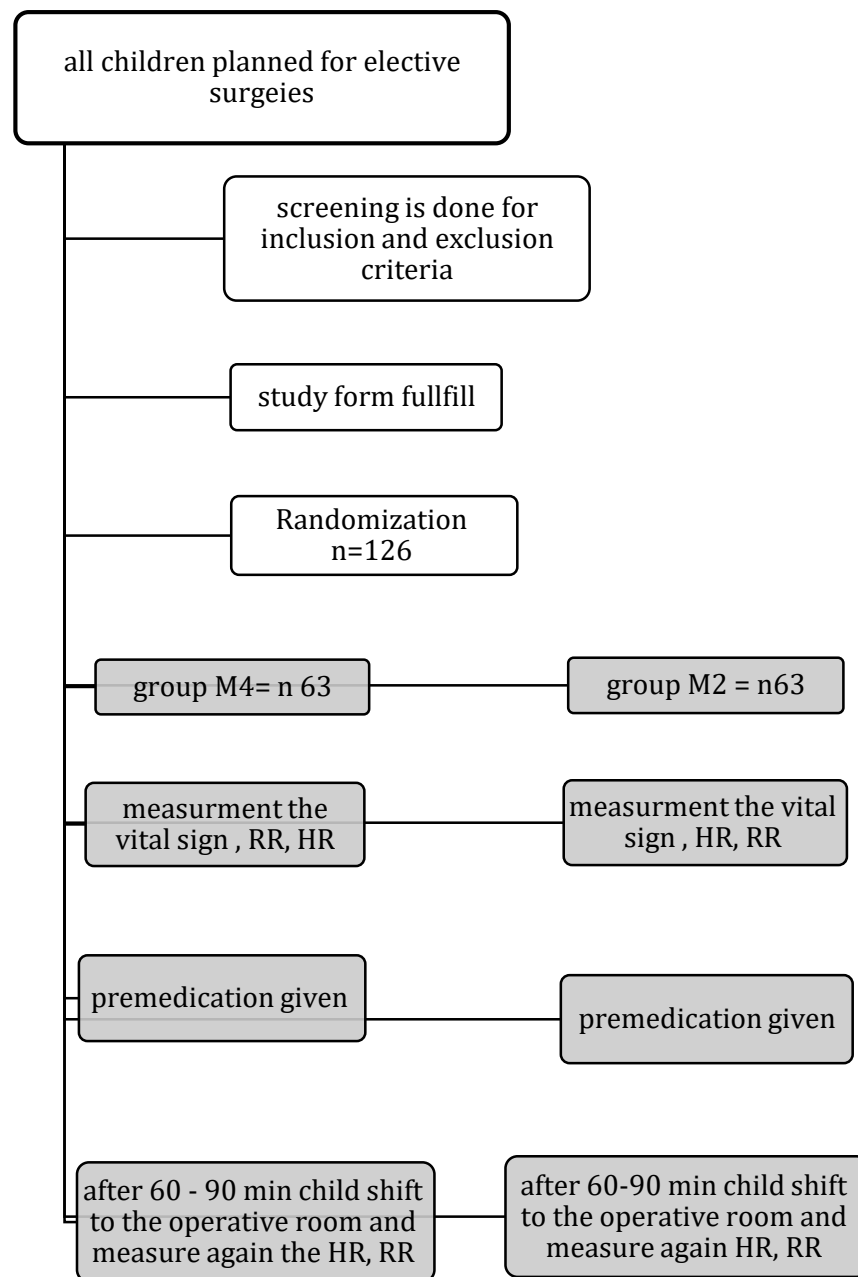 all children planned for elective
surgeies
screening is done for
inclusion and exclusion
criteria
study form fullfill
Randomization
n=126
group M4= n 63
group M2 = n63
measurment the
vital sign , RR, HR
measurment the vital
sign , HR, RR
premedication given
premedication given
after 60 - 90 min child shift
to the operative room and
measure again the HR, RR
after 60-90 min child shift
to the operative room and
measure again HR, RR